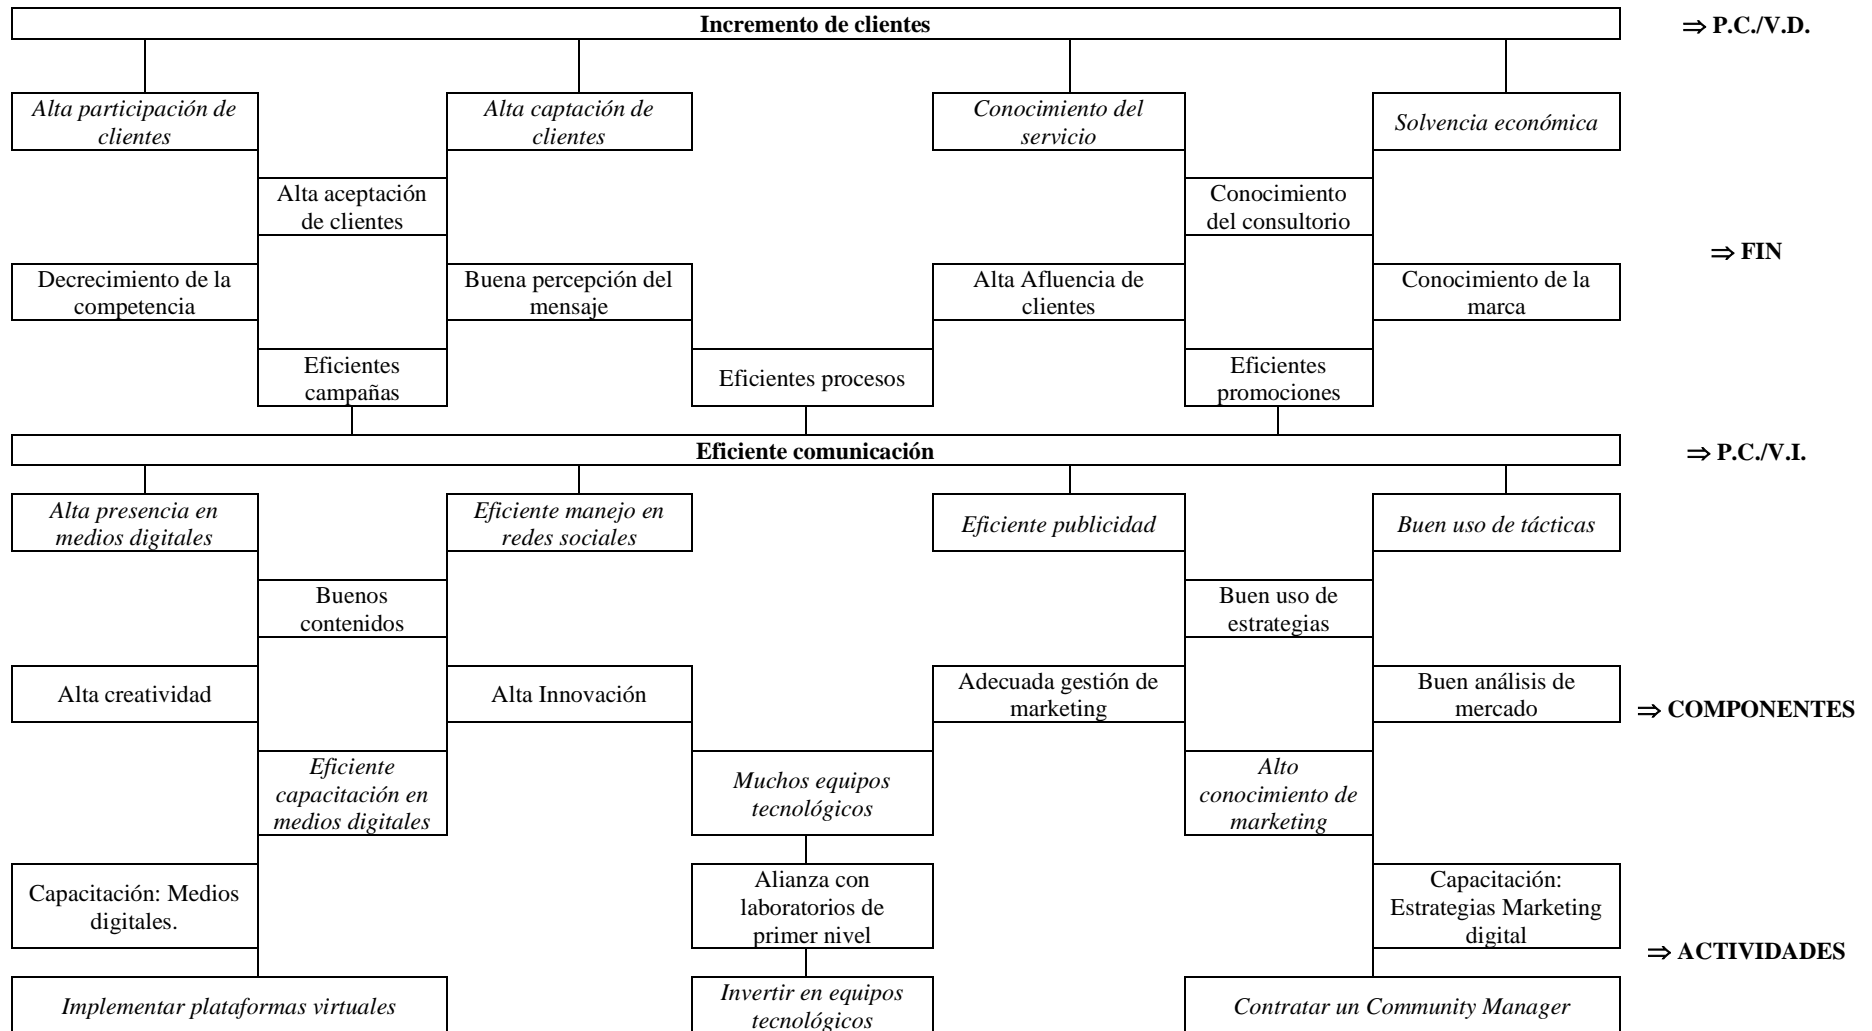 Incremento de clientes
⇒ P.C./V.D.
Alta participación de
clientes
Alta captación de
clientes
Conocimiento del
servicio
Solvencia económica
Alta aceptación
de clientes
Conocimiento
del consultorio
⇒ FIN
Decrecimiento de la
competencia
Buena percepción del
mensaje
Alta Afluencia de
clientes
Conocimiento de la
marca
Eficientes
campañas
Eficientes procesos
Eficientes
promociones
Eficiente comunicación
⇒ P.C./V.I.
Alta presencia en
medios digitales
Eficiente manejo en
redes sociales
Eficiente publicidad
Buen uso de tácticas
Buenos
contenidos
Buen uso de
estrategias
Alta creatividad
Alta Innovación
Adecuada gestión de
marketing
Buen análisis de
mercado
⇒ COMPONENTES
Eficiente
capacitación en
medios digitales
Muchos equipos
tecnológicos
Alto
conocimiento de
marketing
Capacitación: Medios
digitales.
Alianza con
laboratorios de
primer nivel
Capacitación:
Estrategias Marketing
digital
⇒ ACTIVIDADES
Implementar plataformas virtuales
Invertir en equipos
tecnológicos
Contratar un Community Manager